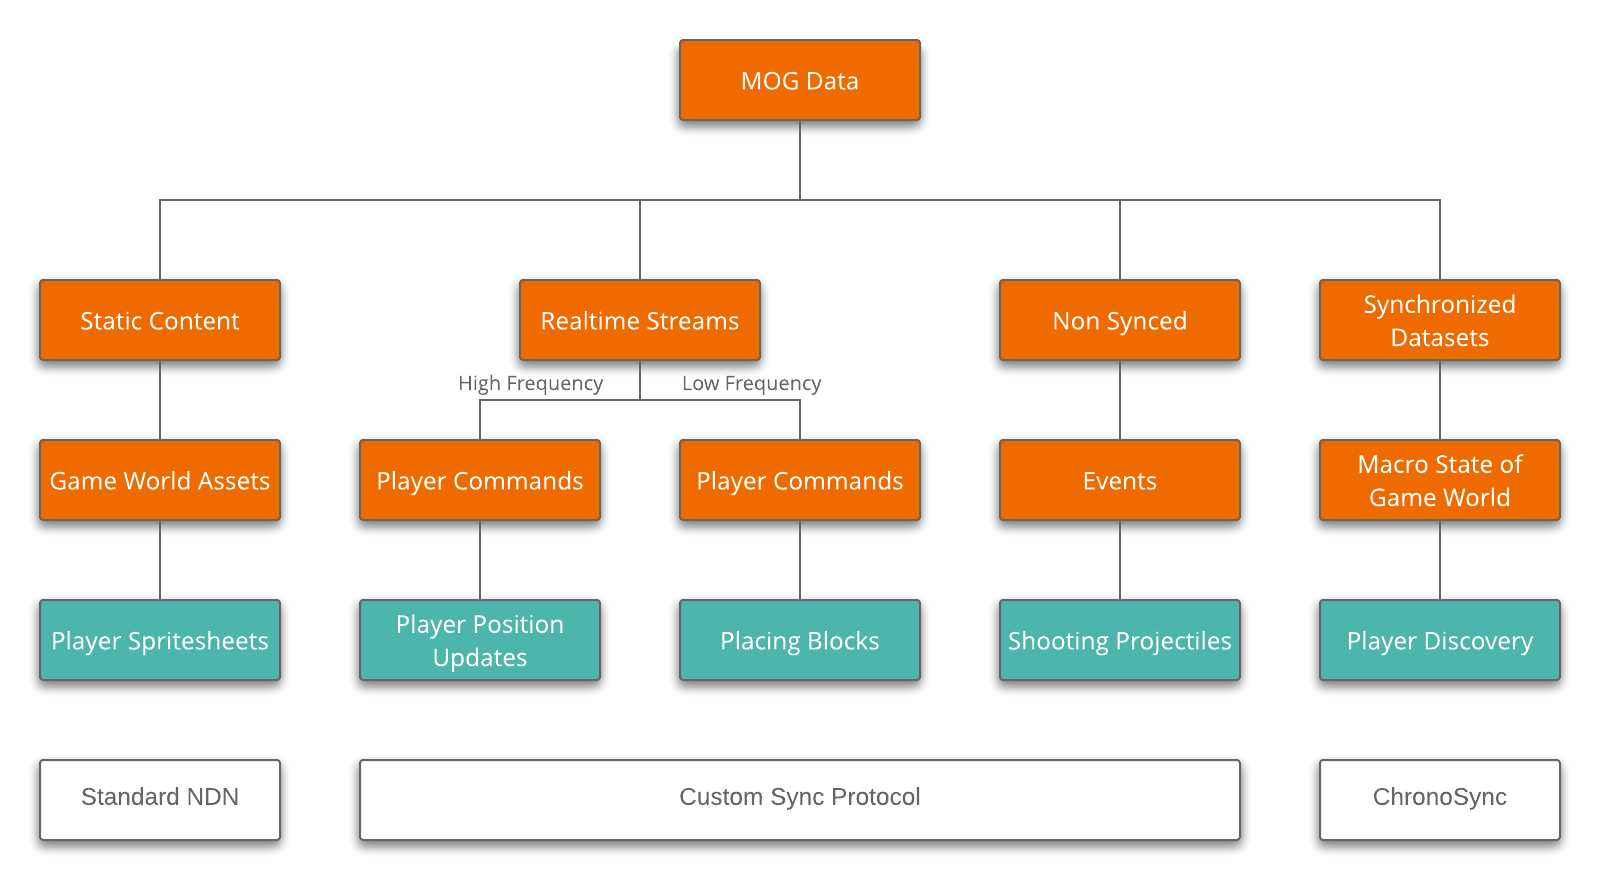 MOG Data
Static Content
Realtime Streams
Non Synced
Synchronized
Datasets
High Frequency
Low Frequency
Game World Assets
Player Commands
Player Commands
Events
Macro State of
Game World
Player Spritesheets
Player Position
Updates
Placing Blocks
Shooting Projectiles
Player Discovery
Standard NDN
Custom Sync Protocol
ChronoSync